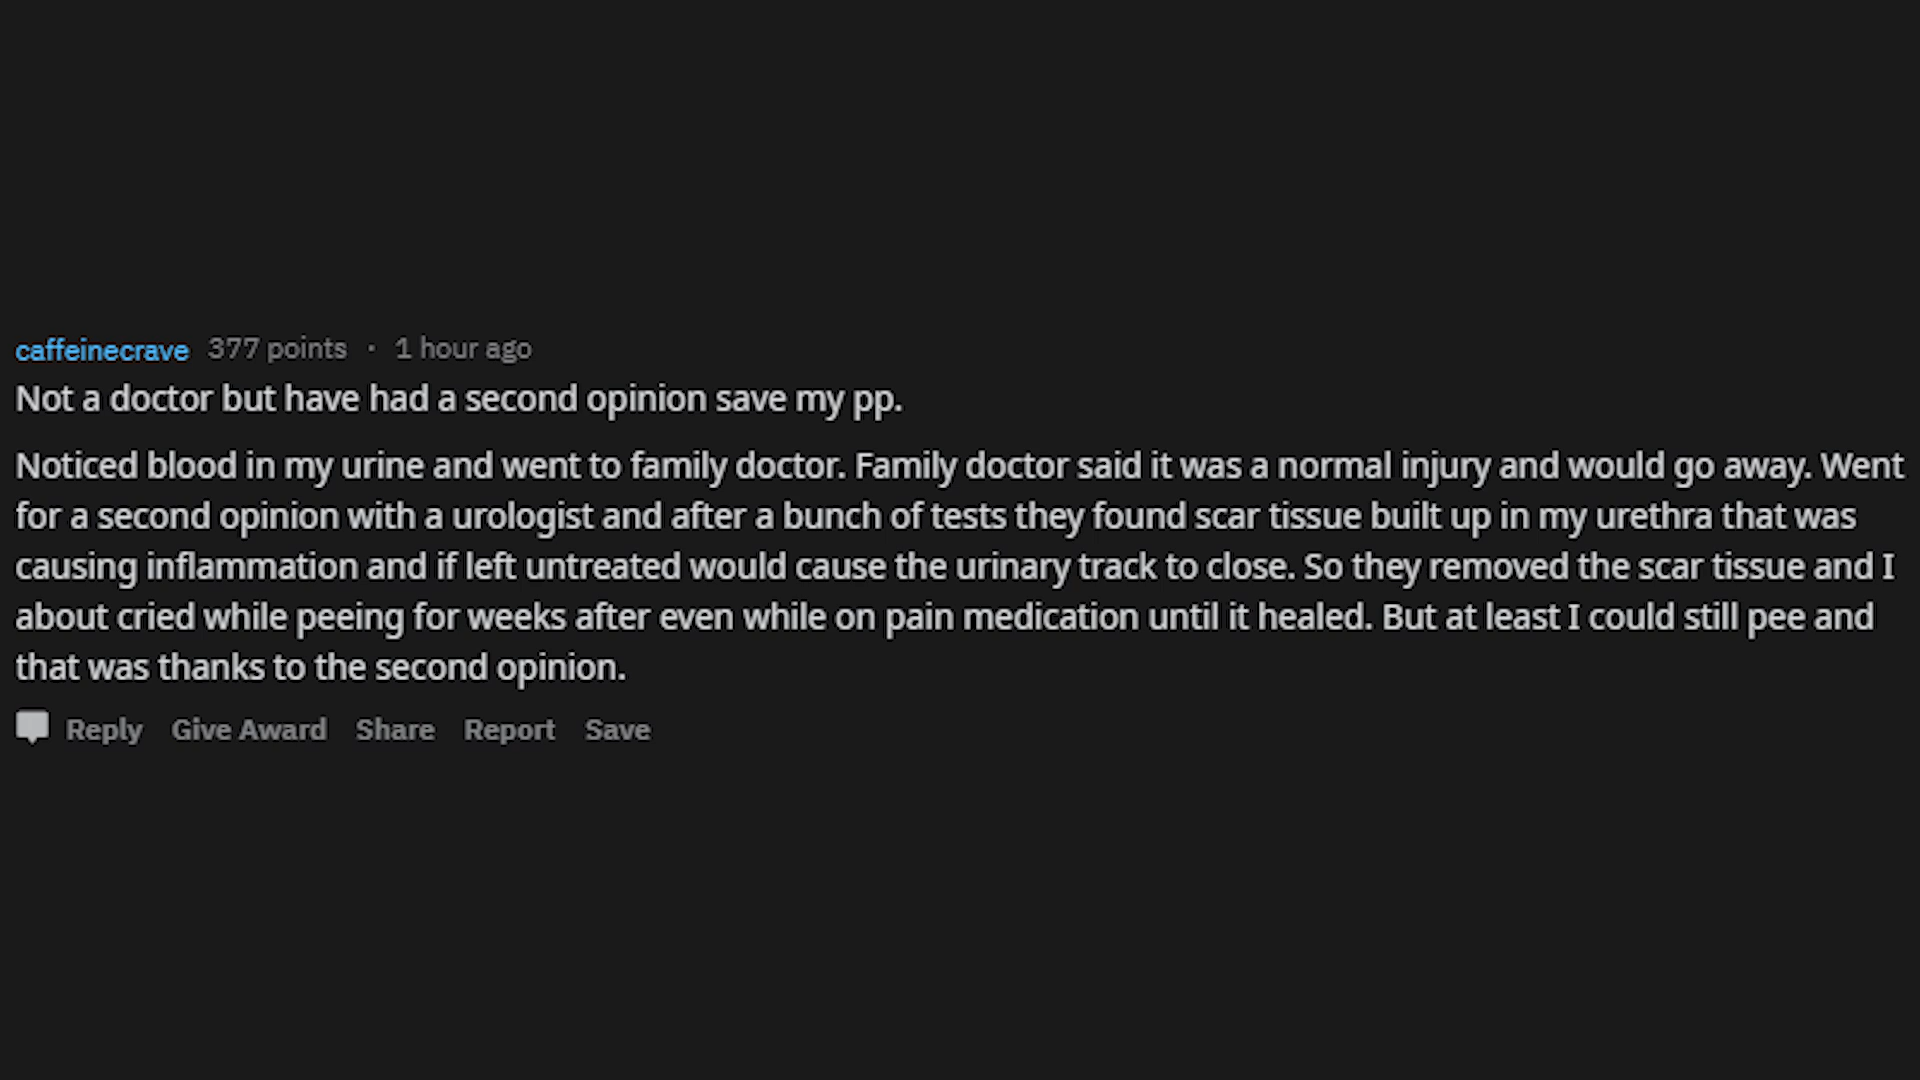 caffeinecrave 377 points · 1 hour ago
Not a doctor but have had a second opinion save my pp.
Noticed blood in my urine and went to family doctor. Family doctor said it was a normal injury and would go away. Went
for a second opinion with a urologist and after a bunch of tests they found scar tissue built up in my urethra that was
causing inflammation and if left untreated would cause the urinary track to close. So they removed the scar tissue and I
about cried while peeing for weeks after even while on pain medication until it healed. But at least I could still pee and
that was thanks to the second opinion.
Reply Give Award Share Report Save